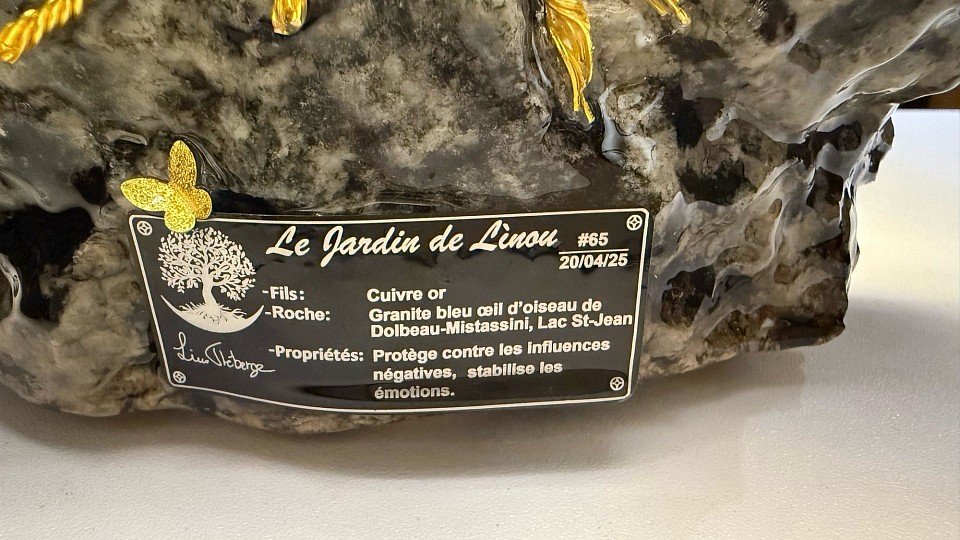 Le Jardin de Lìnou
#65
20/04/25
-Fils: Cuivre or
-Roche: Granite bleu œil d'oiseau de
Dolbeau-Mistassini, Lac St-Jean
-Propriétés: Protège contre les influences
négatives, stabilise les
émotions.